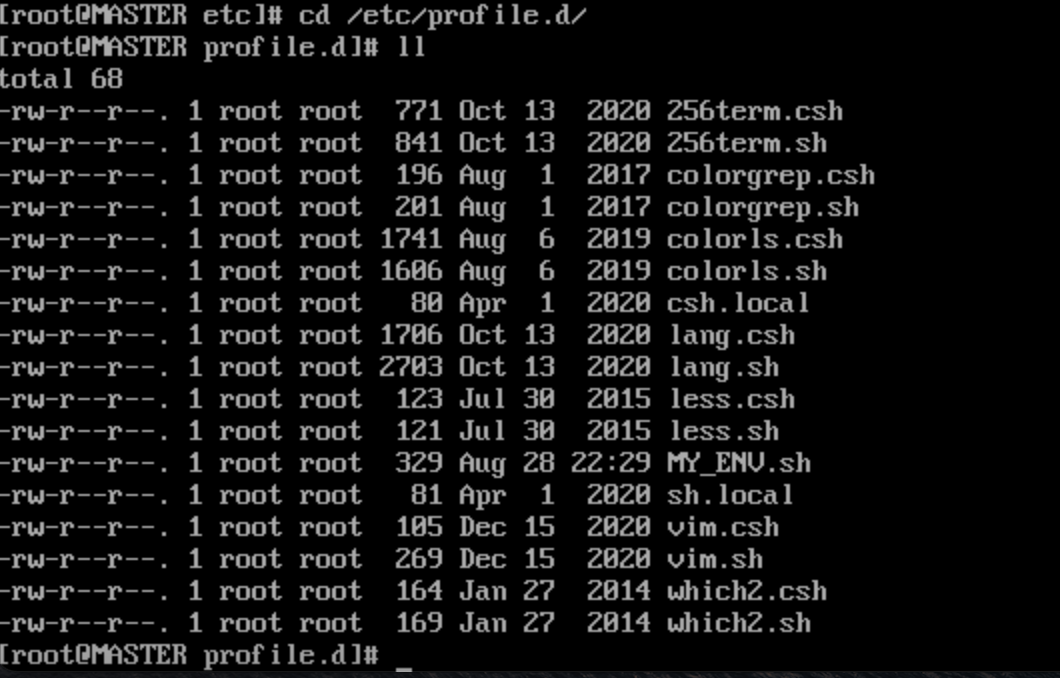 [root@MASTER etc]# cd /etc/profile.d/
[root@MASTER profile.d]# ll
total 68
-rw-r--r--. 1 root root  771 Oct 13  2020 256term.csh
-rw-r--r--. 1 root root  841 Oct 13  2020 256term.sh
-rw-r--r--. 1 root root  196 Aug  1  2017 colorgrep.csh
-rw-r--r--. 1 root root  201 Aug  1  2017 colorgrep.sh
-rw-r--r--. 1 root root 1741 Aug  6  2019 colorls.csh
-rw-r--r--. 1 root root 1606 Aug  6  2019 colorls.sh
-rw-r--r--. 1 root root   80 Apr  1  2020 csh.local
-rw-r--r--. 1 root root 1706 Oct 13  2020 lang.csh
-rw-r--r--. 1 root root 2703 Oct 13  2020 lang.sh
-rw-r--r--. 1 root root  123 Jul 30  2015 less.csh
-rw-r--r--. 1 root root  121 Jul 30  2015 less.sh
-rw-r--r--. 1 root root  329 Aug 28 22:29 MY_ENV.sh
-rw-r--r--. 1 root root   81 Apr  1  2020 sh.local
-rw-r--r--. 1 root root  105 Dec 15  2020 vim.csh
-rw-r--r--. 1 root root  269 Dec 15  2020 vim.sh
-rw-r--r--. 1 root root  164 Jan 27  2014 which2.csh
-rw-r--r--. 1 root root  169 Jan 27  2014 which2.sh
[root@MASTER profile.d]# _